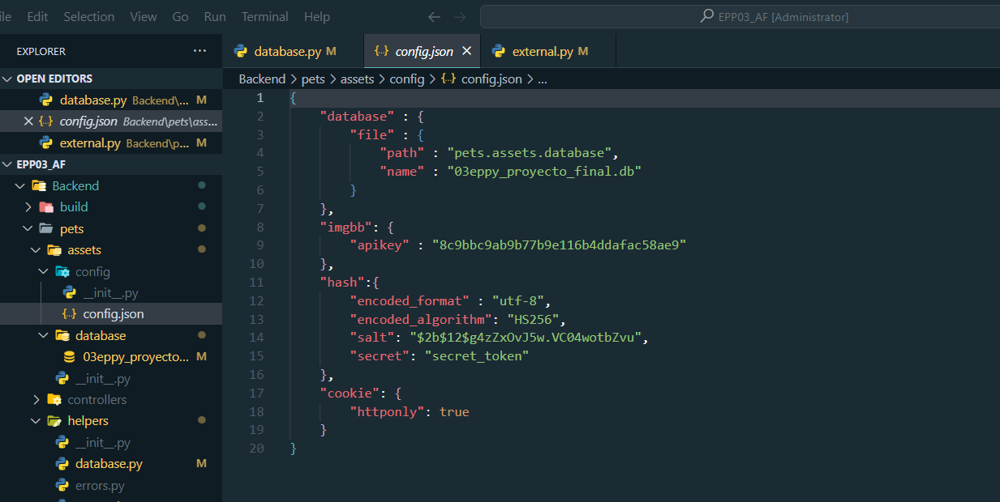 ile Edit Selection View Go Run Terminal Help
EPP03_AF [Administrator]
EXPLORER
OPEN EDITORS
database.py Backend\... M
config.json Backend\pets\ass...
external.py Backend\p... M
EPP03_AF
Backend
build
pets
assets
config
__init__.py
config.json
database
03eppy_proyecto... M
__init__.py
controllers
helpers
__init__.py
database.py M
errors.py
database.py M
config.json
external.py M
Backend > pets > assets > config > {..} config.json > ...
1 {
2 "database" : {
3 "file" : {
4 "path" : "pets.assets.database",
5 "name" : "03eppy_proyecto_final.db"
6 }
7 },
8 "imgbb": {
9 "apikey" : "8c9bbc9ab9b77b9e116b4ddafac58ae9"
10 },
11 "hash":{
12 "encoded_format" : "utf-8",
13 "encoded_algorithm": "HS256",
14 "salt": "$2b$12$g4zZxOvJ5w.VC04wotbZvu",
15 "secret": "secret_token"
16 },
17 "cookie": {
18 "httponly": true
19 }
20 }